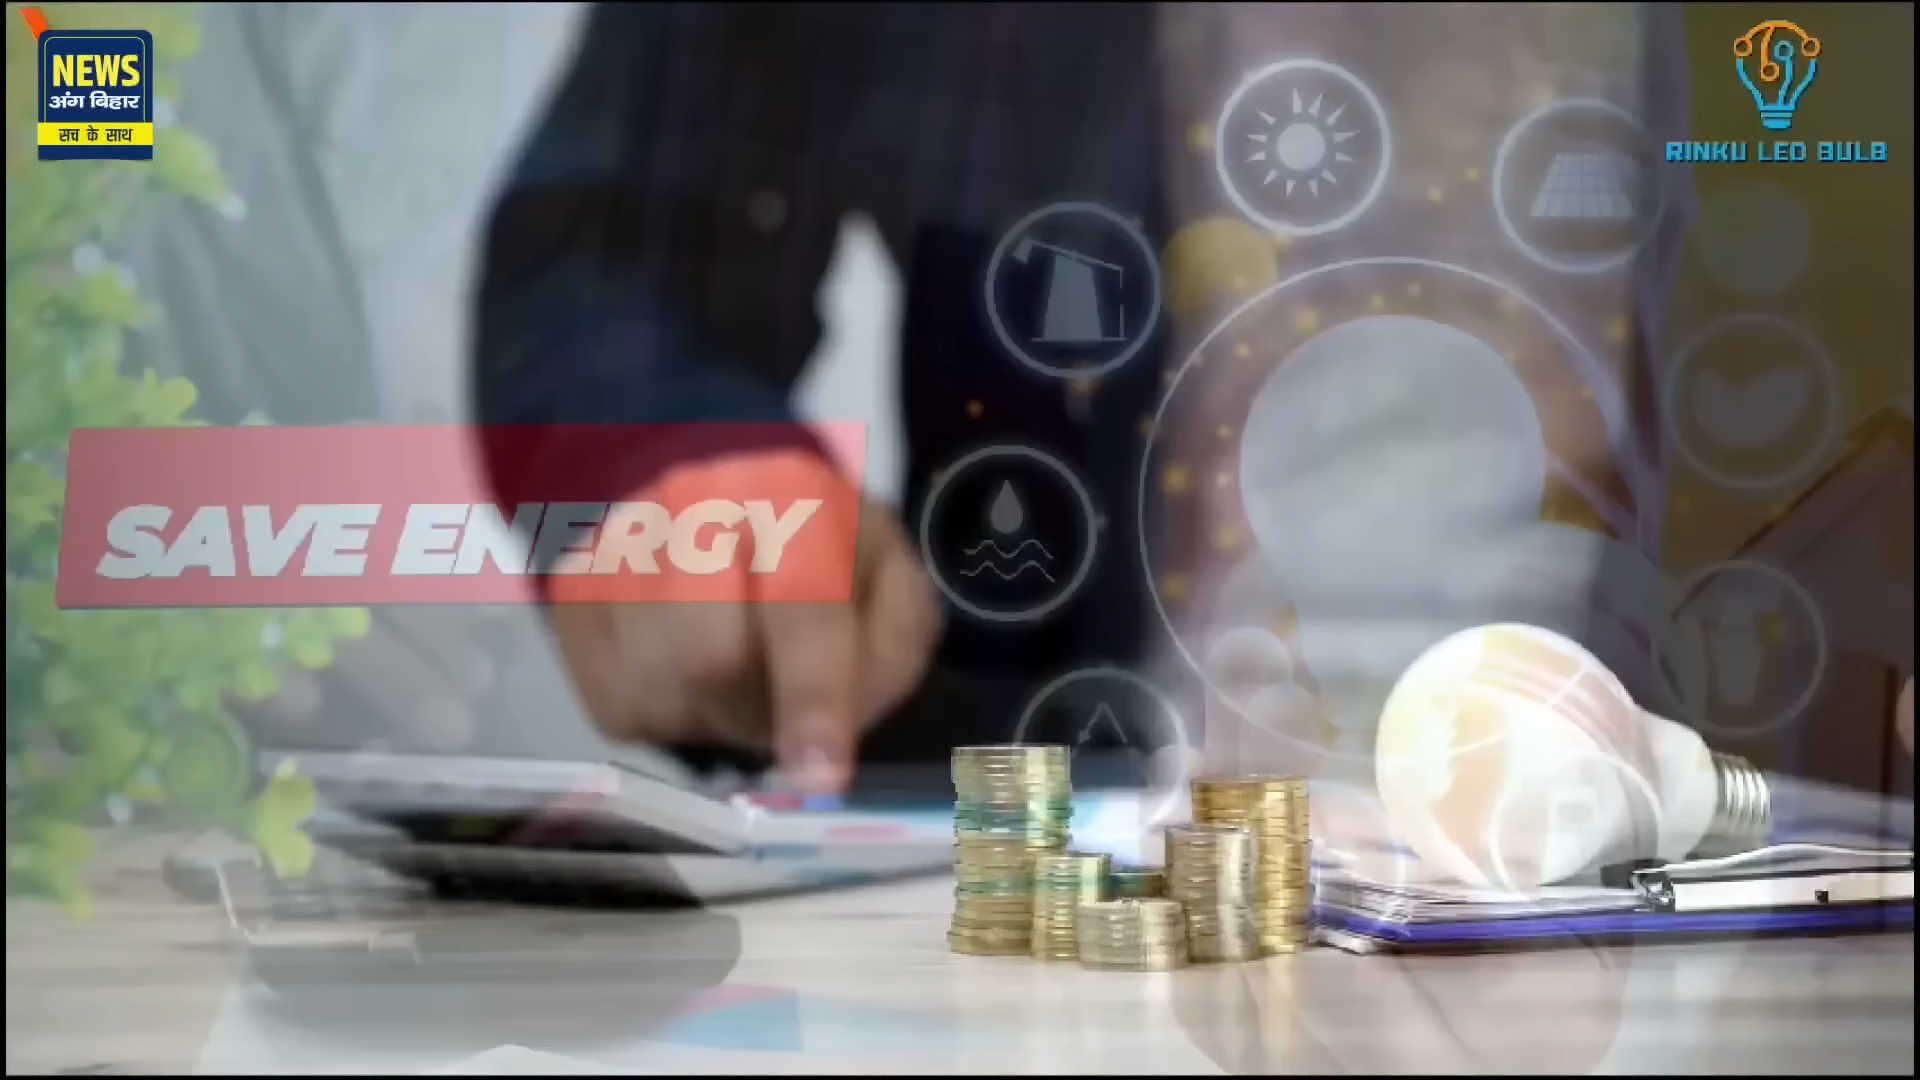 NEWS
अंग बिहार
सच के साथ
RINKU LED BULB
SAVE ENERGY